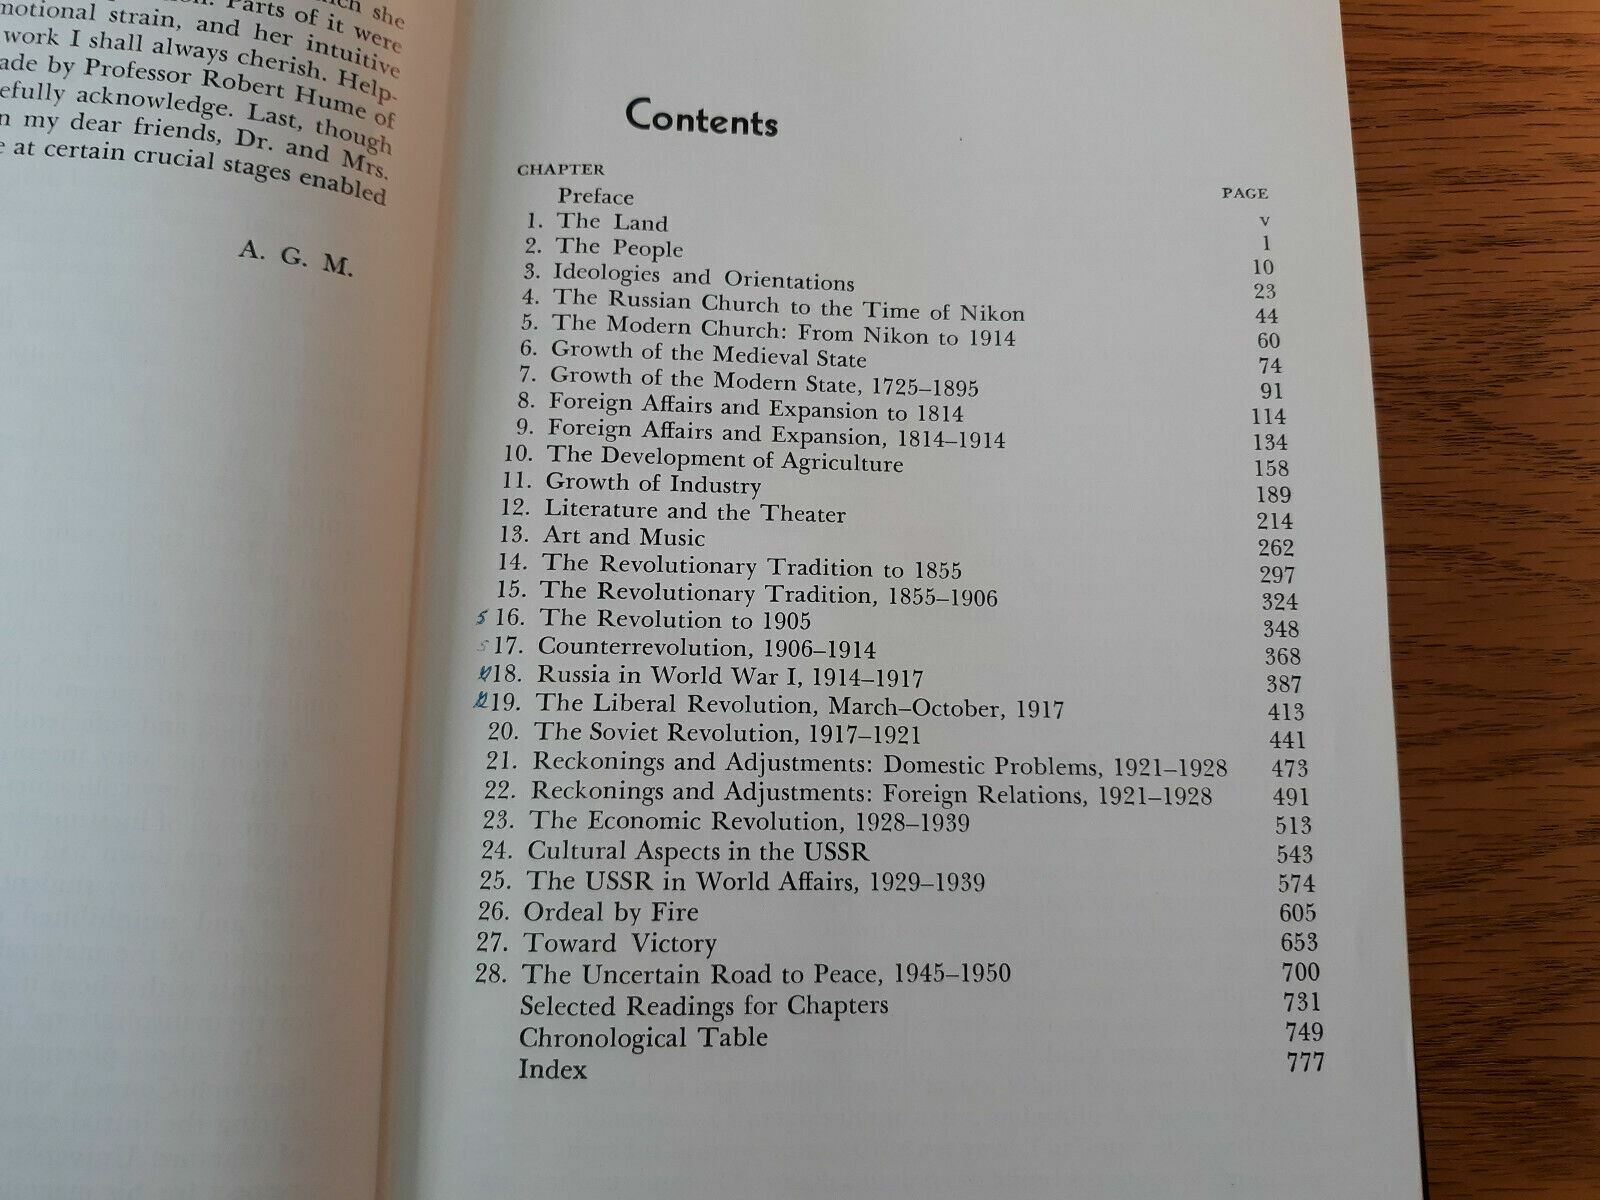 which she
Parts of it were
motional strain, and her intuitive
work I shall always cherish. Help-
ade by Professor Robert Hume of
efully acknowledge. Last, though
n my dear friends, Dr. and Mrs.
e at certain crucial stages enabled
A. G. M.
Contents
CHAPTER PAGE
Preface v
1. The Land 1
2. The People 10
3. Ideologies and Orientations 23
4. The Russian Church to the Time of Nikon 44
5. The Modern Church: From Nikon to 1914 60
6. Growth of the Medieval State 74
7. Growth of the Modern State, 1725–1895 91
8. Foreign Affairs and Expansion to 1814 114
9. Foreign Affairs and Expansion, 1814–1914 134
10. The Development of Agriculture 158
11. Growth of Industry 189
12. Literature and the Theater 214
13. Art and Music 262
14. The Revolutionary Tradition to 1855 297
15. The Revolutionary Tradition, 1855–1906 324
5 16. The Revolution to 1905 348
5 17. Counterrevolution, 1906–1914 368
18. Russia in World War I, 1914–1917 387
19. The Liberal Revolution, March–October, 1917 413
20. The Soviet Revolution, 1917–1921 441
21. Reckonings and Adjustments: Domestic Problems, 1921–1928 473
22. Reckonings and Adjustments: Foreign Relations, 1921–1928 491
23. The Economic Revolution, 1928–1939 513
24. Cultural Aspects in the USSR 543
25. The USSR in World Affairs, 1929–1939 574
26. Ordeal by Fire 605
27. Toward Victory 653
28. The Uncertain Road to Peace, 1945–1950 700
Selected Readings for Chapters 731
Chronological Table 749
Index 777